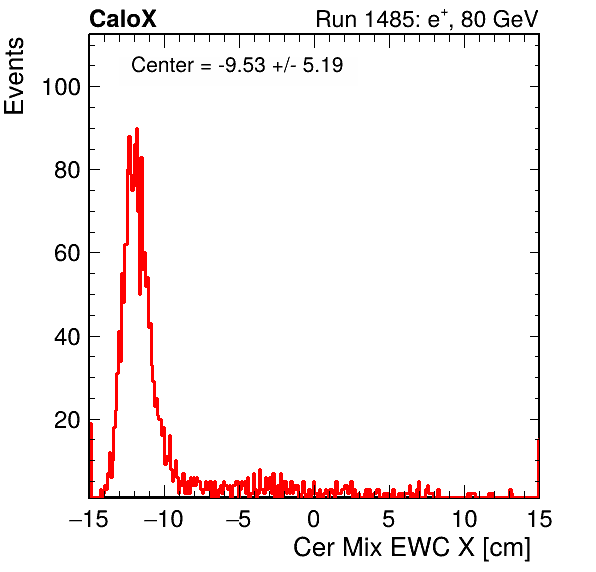 CaloX Run 1485: e⁺, 80 GeV
Center = -9.53 +/- 5.19
Events
100
80
60
40
20
−15 −10 −5 0 5 10 15
Cer Mix EWC X [cm]